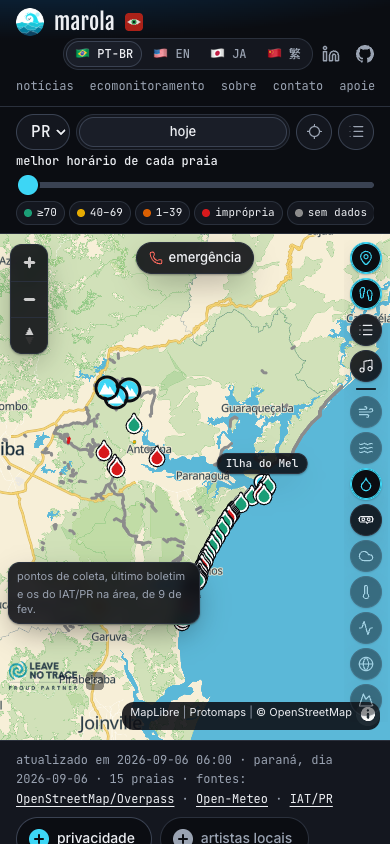 marola
PT-BR
EN
JA
繁
notícias
ecomonitoramento
sobre
contato
apoie
PR
hoje
melhor horário de cada praia
≥70
40–69
1–39
imprópria
sem dados
emergência
Guaraqueçaba
ombo
iba
Antonina
Paranaguá
Ilha do Mel
pontos de coleta, último boletim
e os do IAT/PR na área, de 9 de
fev.
Garuva
LEAVE
NO TRACE
PROUD PARTNER
Pirabeiraba
Joinville
MapLibre | Protomaps | © OpenStreetMap
atualizado em 2026-09-06 06:00 · paraná, dia
2026-09-06 · 15 praias · fontes:
OpenStreetMap/Overpass · Open-Meteo · IAT/PR
privacidade
artistas locais